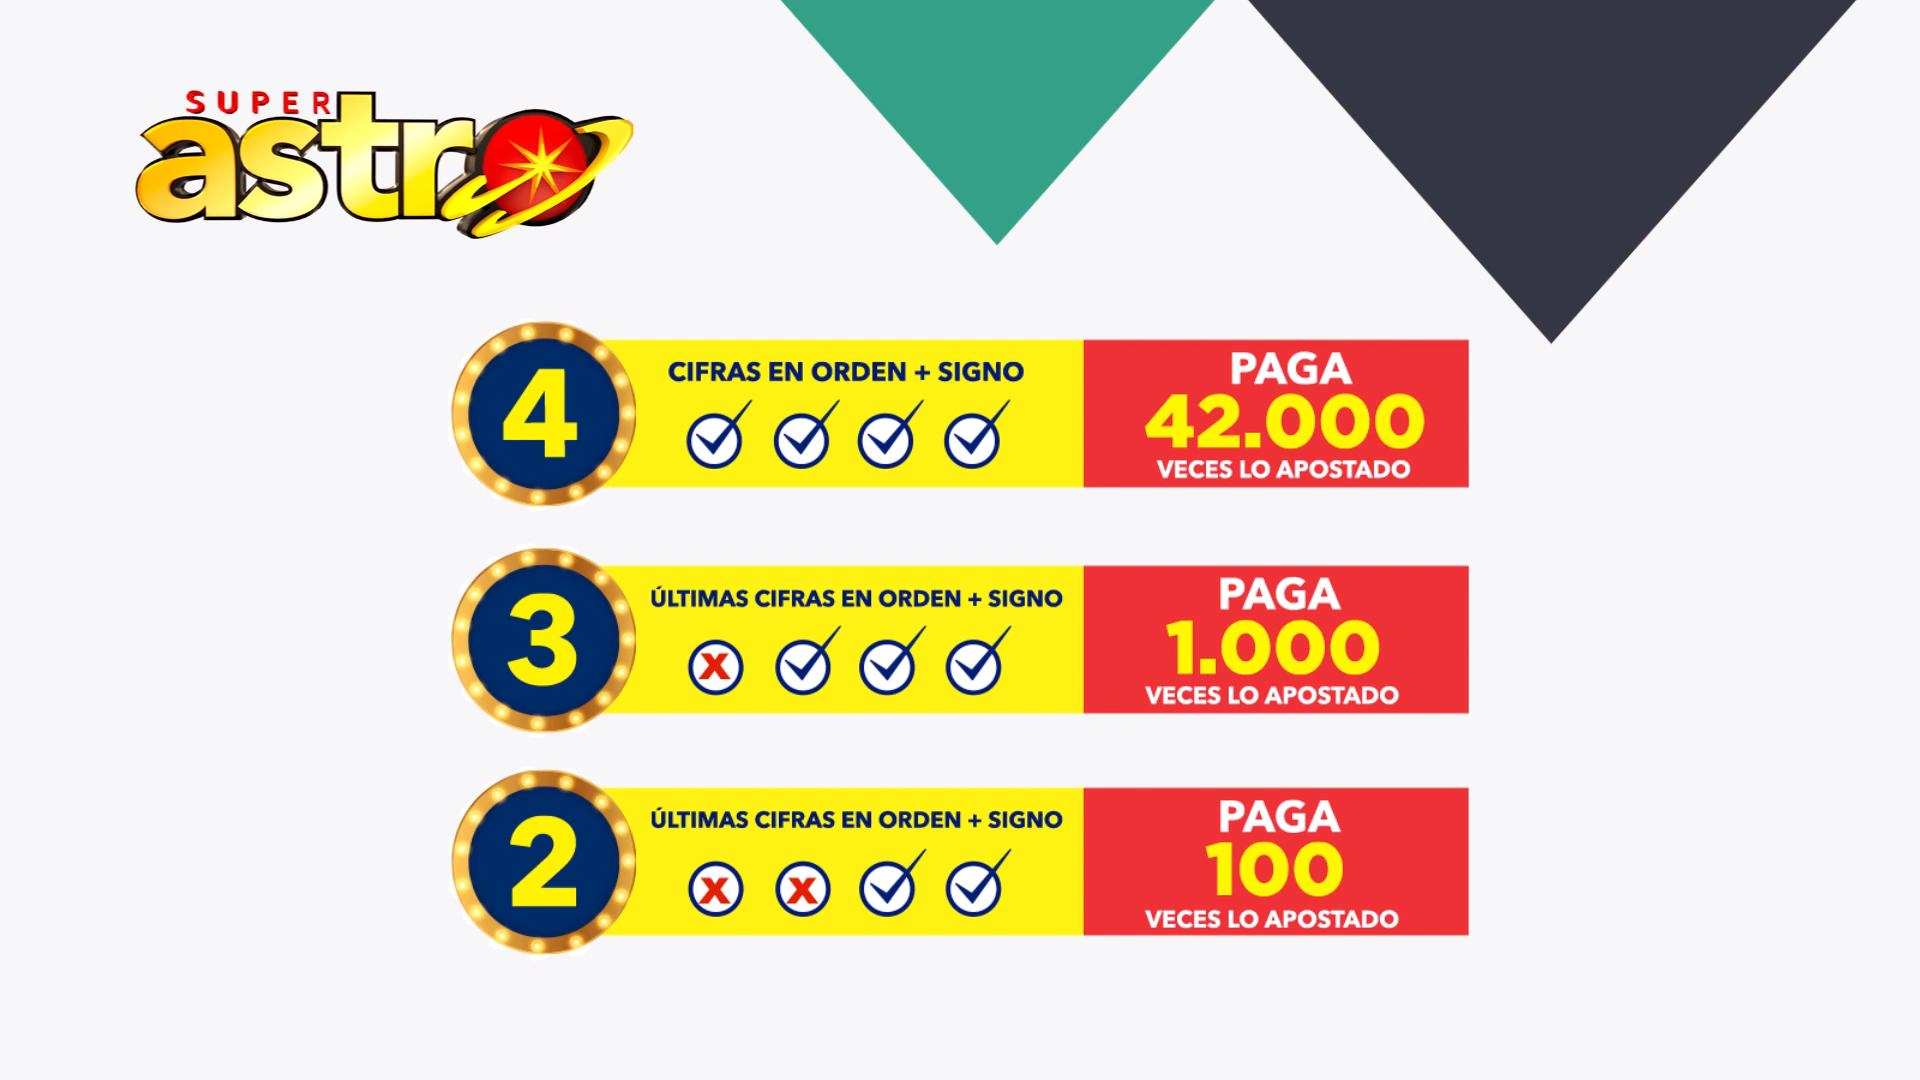 SUPER
astro
4
CIFRAS EN ORDEN + SIGNO
PAGA
42.000
VECES LO APOSTADO
3
ÚLTIMAS CIFRAS EN ORDEN + SIGNO
X
PAGA
1.000
VECES LO APOSTADO
2
ÚLTIMAS CIFRAS EN ORDEN + SIGNO
X X
PAGA
100
VECES LO APOSTADO